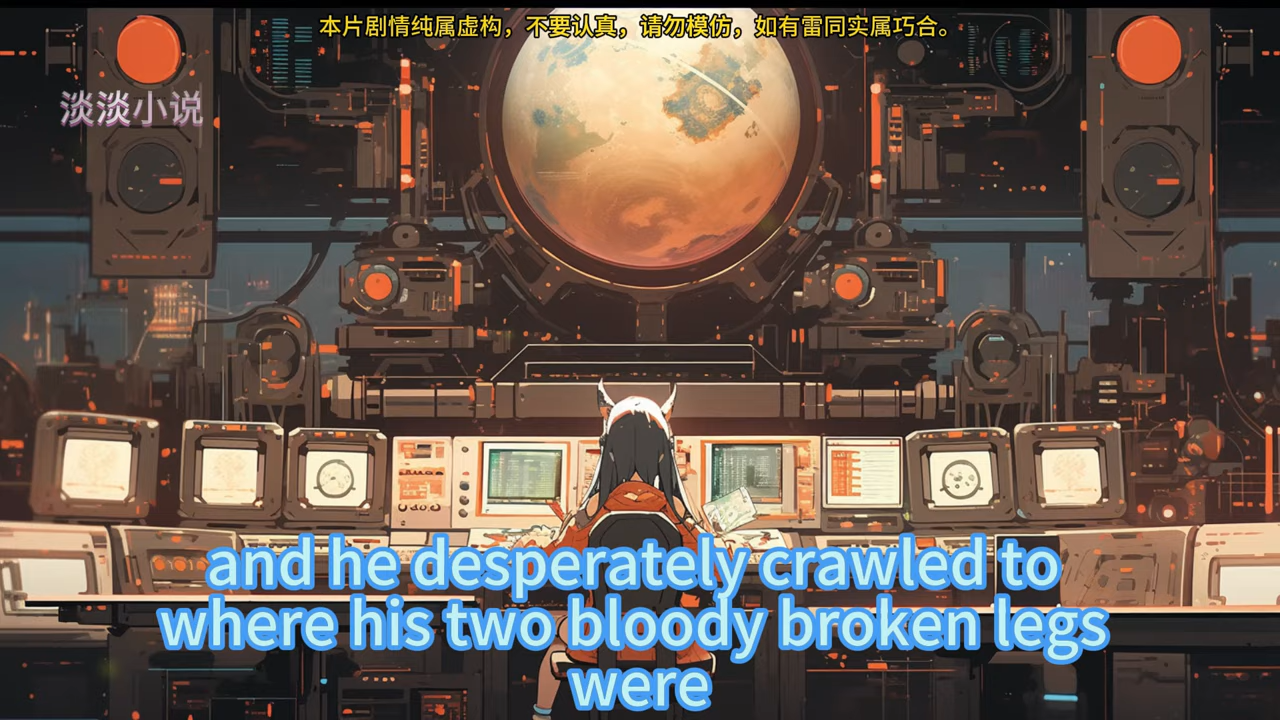 本片剧情纯属虚构，不要认真，请勿模仿，如有雷同实属巧合。
淡淡小说
and he desperately crawled to
where his two bloody broken legs
were